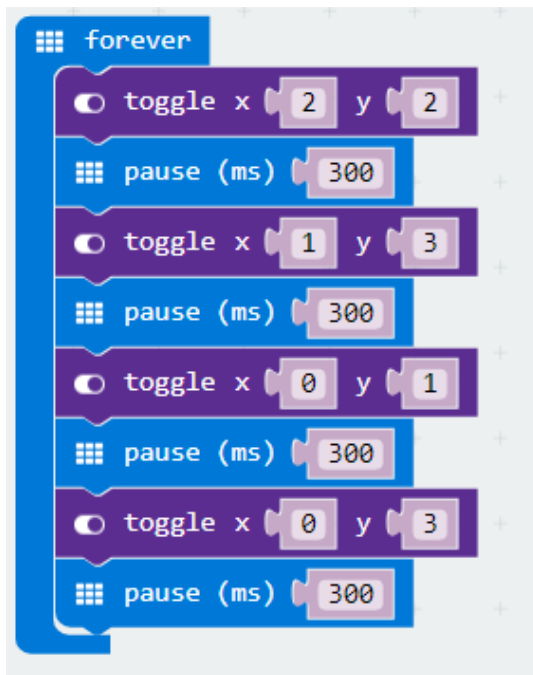 forever
toggle x 2 y 2
pause (ms) 300
toggle x 1 y 3
pause (ms) 300
toggle x 0 y 1
pause (ms) 300
toggle x 0 y 3
pause (ms) 300